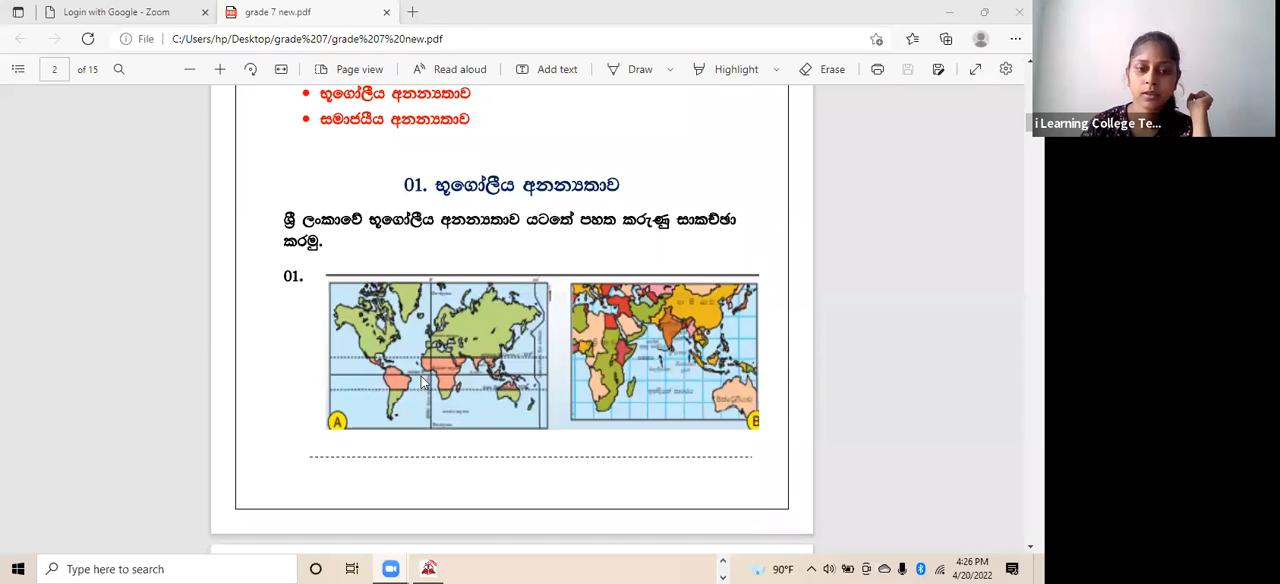 Login with Google - Zoom
grade 7 new.pdf
File
C:/Users/hp/Desktop/grade%207/grade%207%20new.pdf
2 of 15
Page view
Read aloud
Add text
Draw
Highlight
Erase
i Learning College Te...
• භූගෝලීය අනන්‍යතාව
• සමාජයීය අනන්‍යතාව
01. භූගෝලීය අනන්‍යතාව
ශ්‍රී ලංකාවේ භූගෝලීය අනන්‍යතාව යටතේ පහත කරුණු සාකච්ඡා
කරමු.
01.
A
B
Type here to search
90°F
4:26 PM
4/20/2022